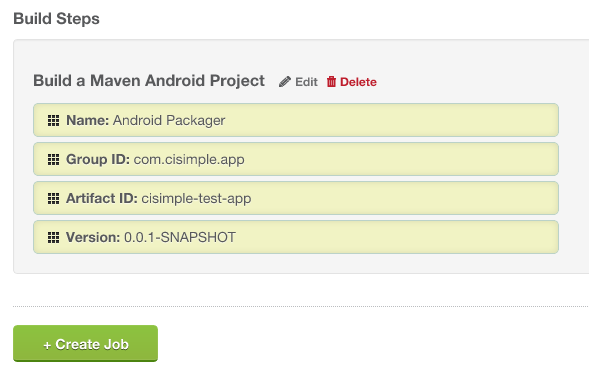 Build Steps
Build a Maven Android Project Edit Delete
Name: Android Packager
Group ID: com.cisimple.app
Artifact ID: cisimple-test-app
Version: 0.0.1-SNAPSHOT
+ Create Job